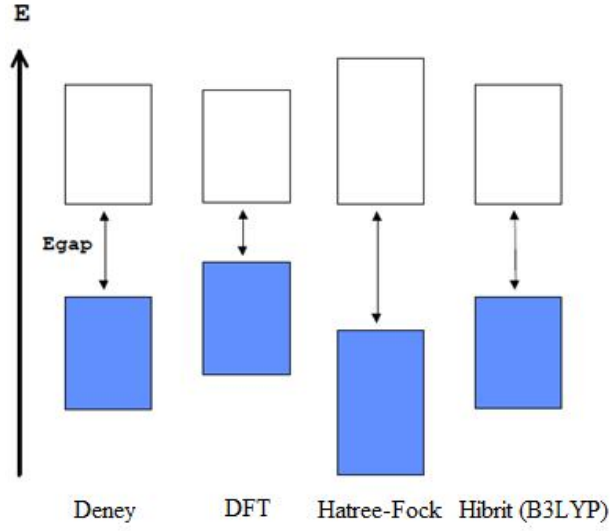 E
Egap
Deney
DFT
Hatree-Fock
Hibrit (B3LYP)